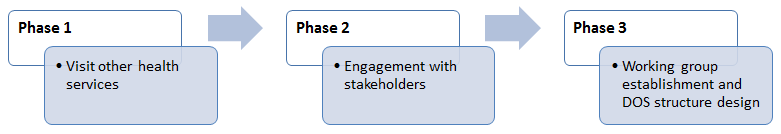 Phase 1
• Visit other health
services
Phase 2
• Engagement with
stakeholders
Phase 3
• Working group
establishment and
DOS structure design